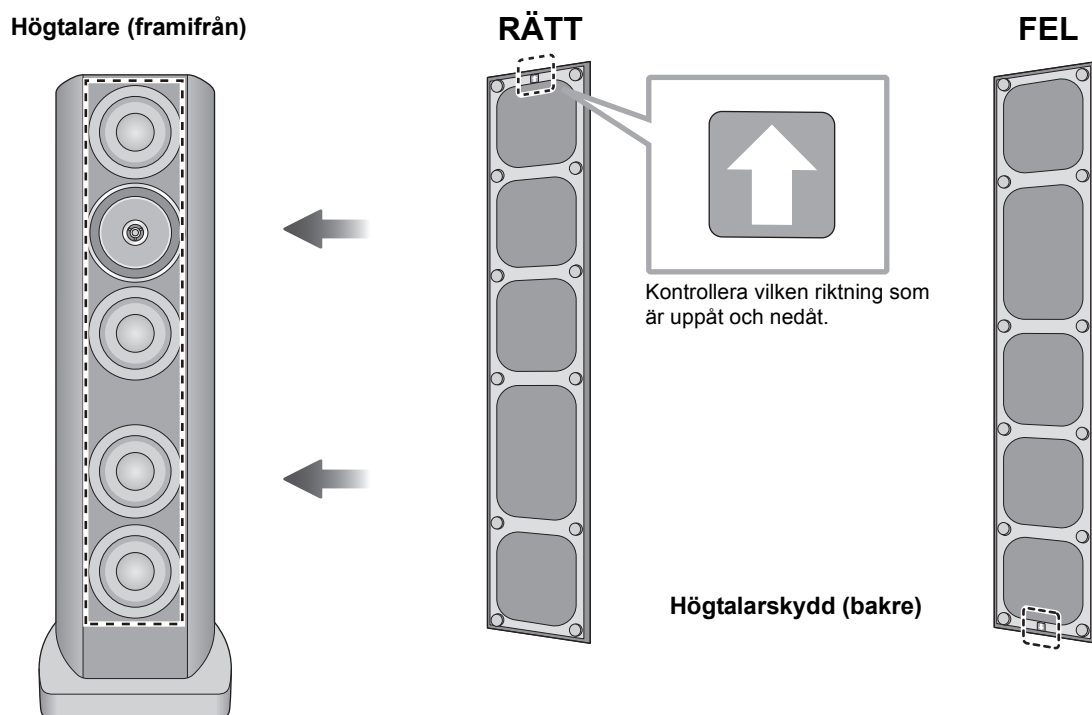 Högtalare (framifrån)
RÄTT
FEL
Kontrollera vilken riktning som
är uppåt och nedåt.
Högtalarskydd (bakre)